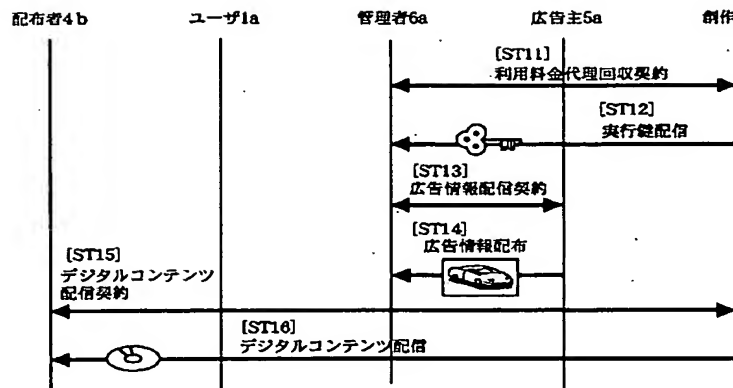 配布者4b ユーザ1a 管理者6a 広告主5a 創作
[ST11]
利用料金代理回収契約
[ST12]
実行鍵配信
[ST13]
広告情報配信契約
[ST14]
広告情報配布
[ST15]
デジタルコンテンツ
配信契約
[ST16]
デジタルコンテンツ配信